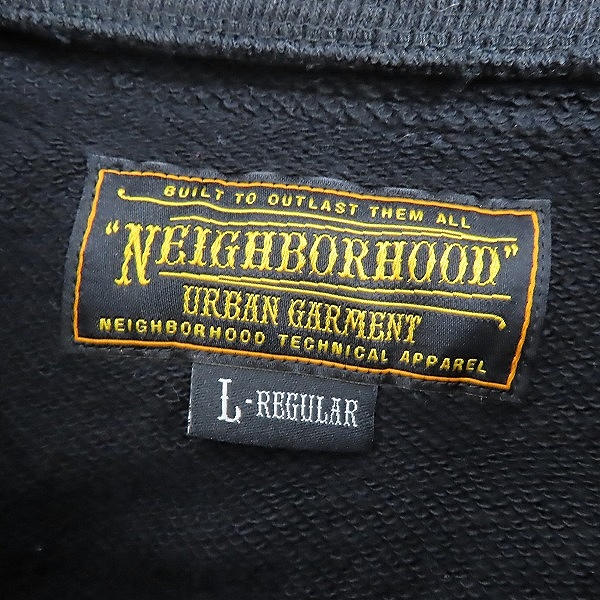 BUILT TO OUTLAST THEM ALL
"NEIGHBORHOOD"
URBAN GARMENT
NEIGHBORHOOD TECHNICAL APPAREL
L-REGULAR